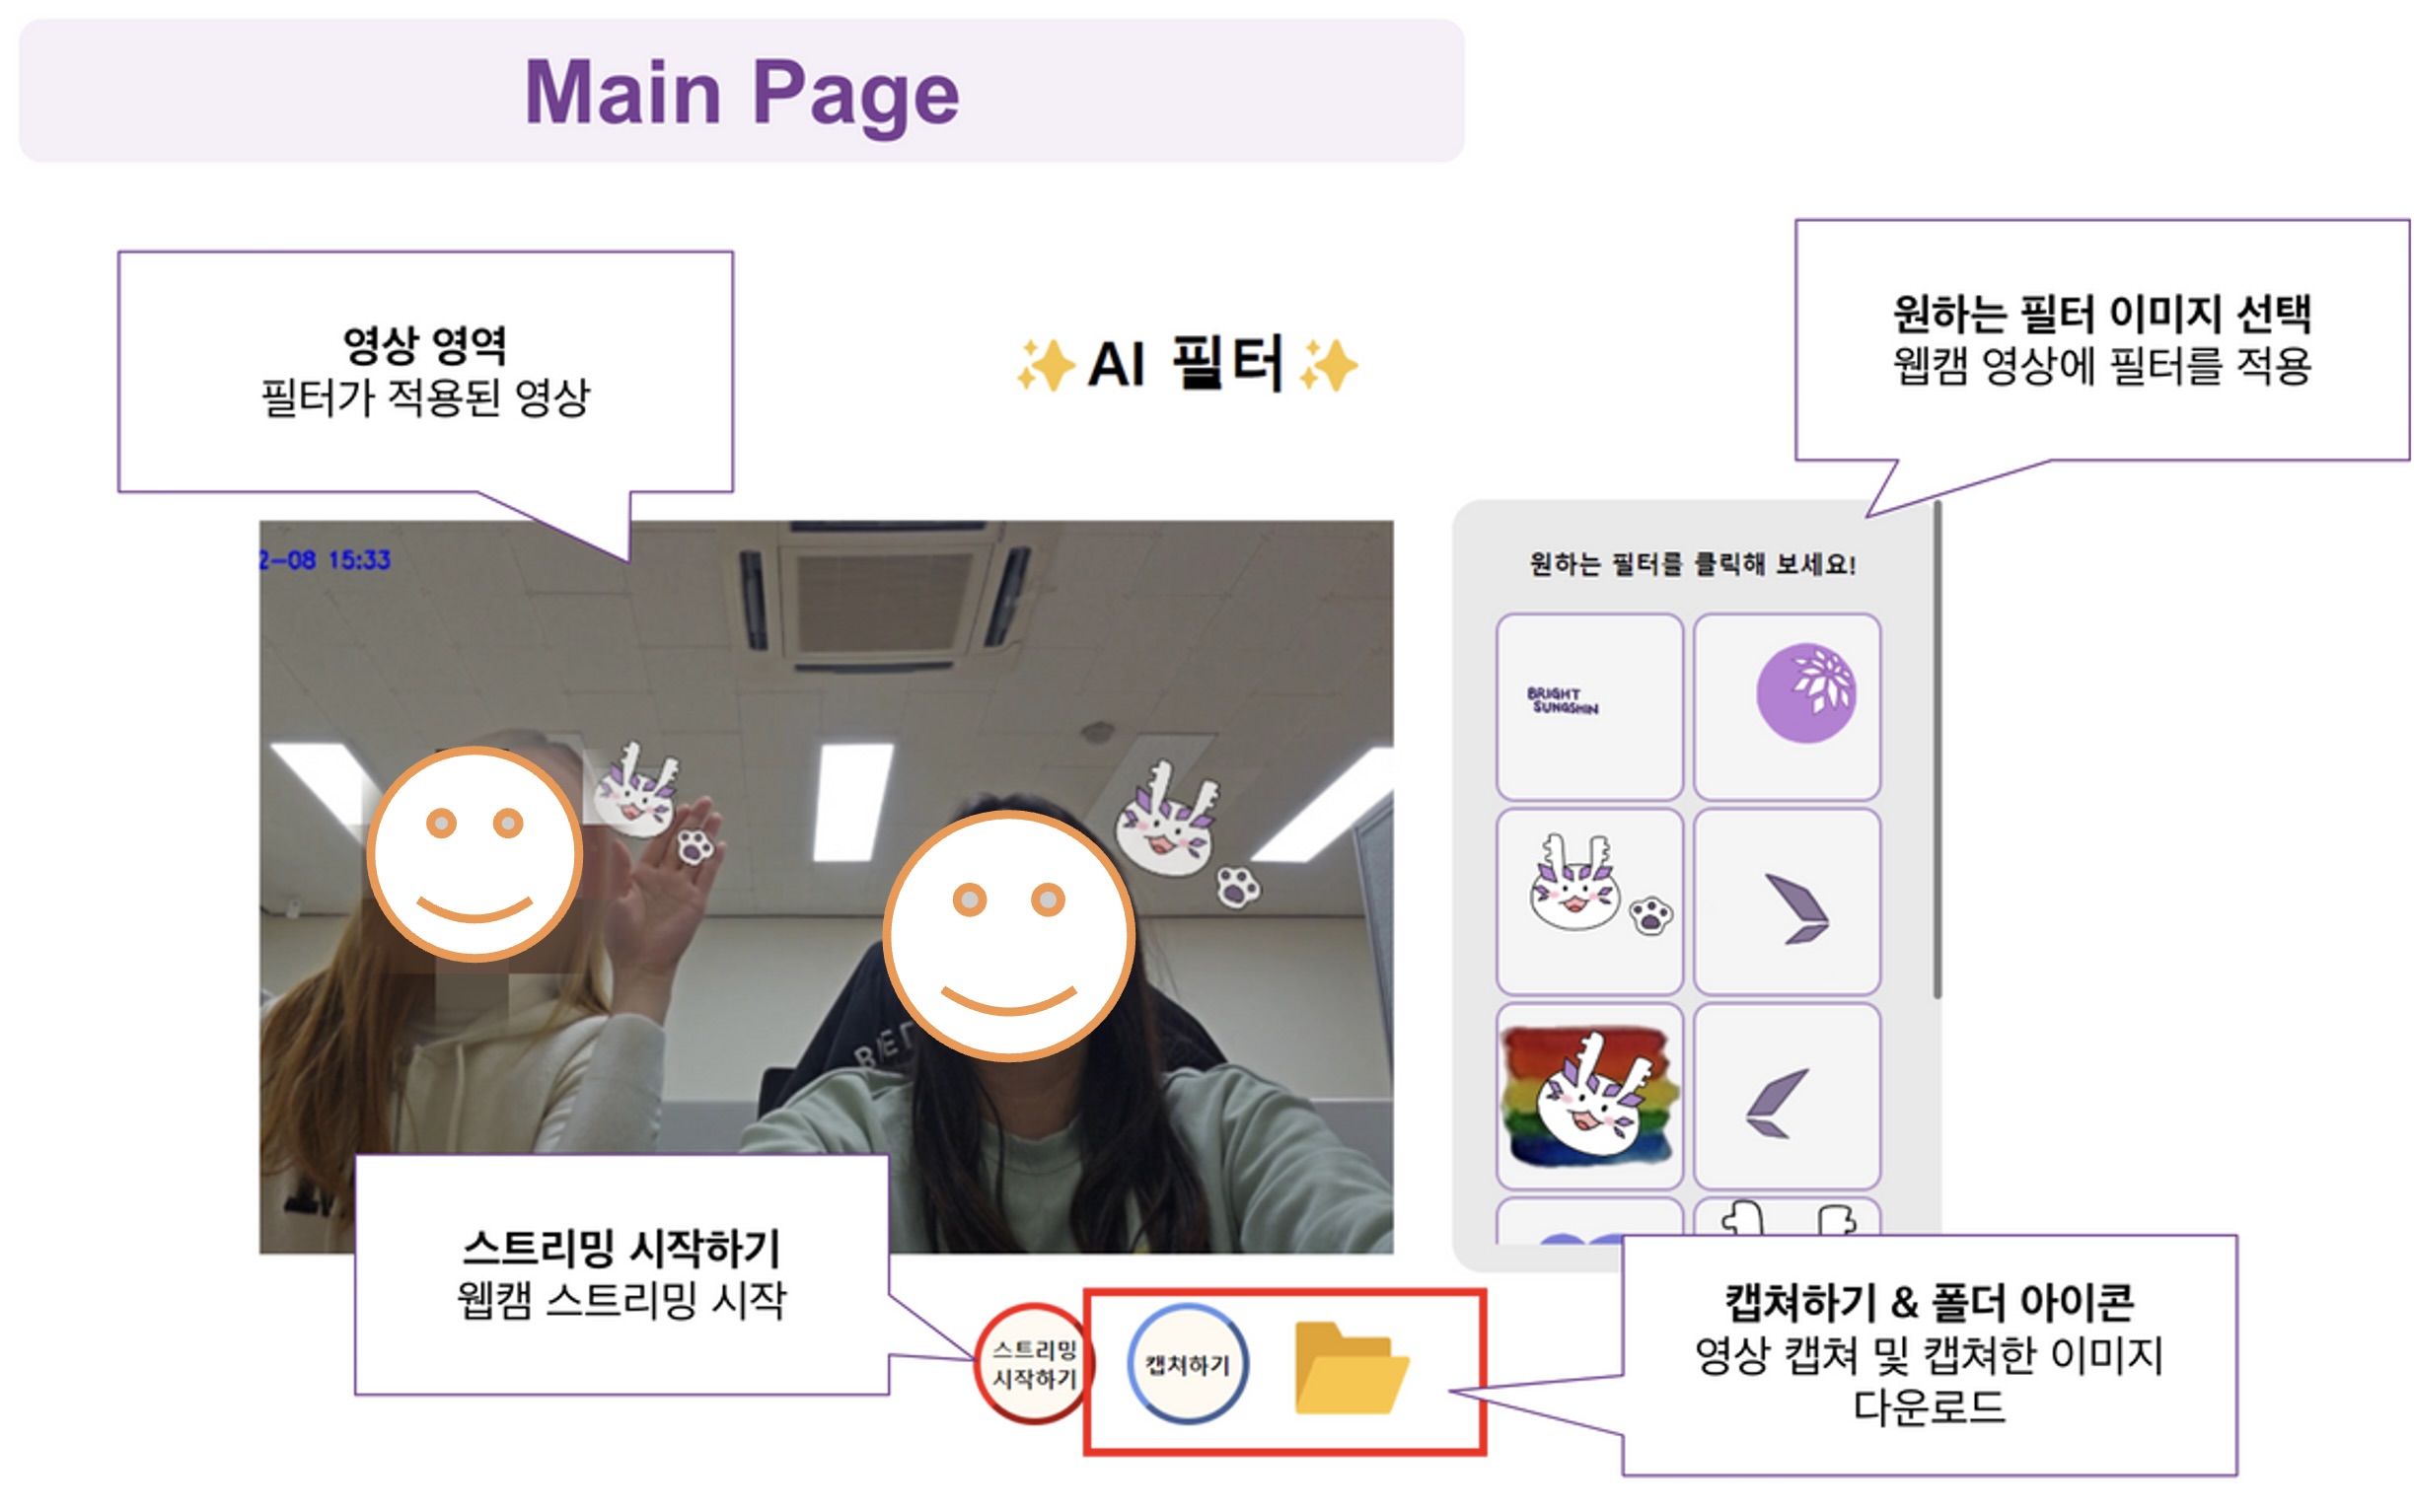 Main Page
영상 영역
필터가 적용된 영상
✨AI 필터✨
원하는 필터 이미지 선택
웹캠 영상에 필터를 적용
2-08 15:33
원하는 필터를 클릭해 보세요!
BRIGHT
SUNGSHIN
스트리밍 시작하기
웹캠 스트리밍 시작
스트리밍
시작하기
캡쳐하기
캡쳐하기 & 폴더 아이콘
영상 캡쳐 및 캡쳐한 이미지
다운로드